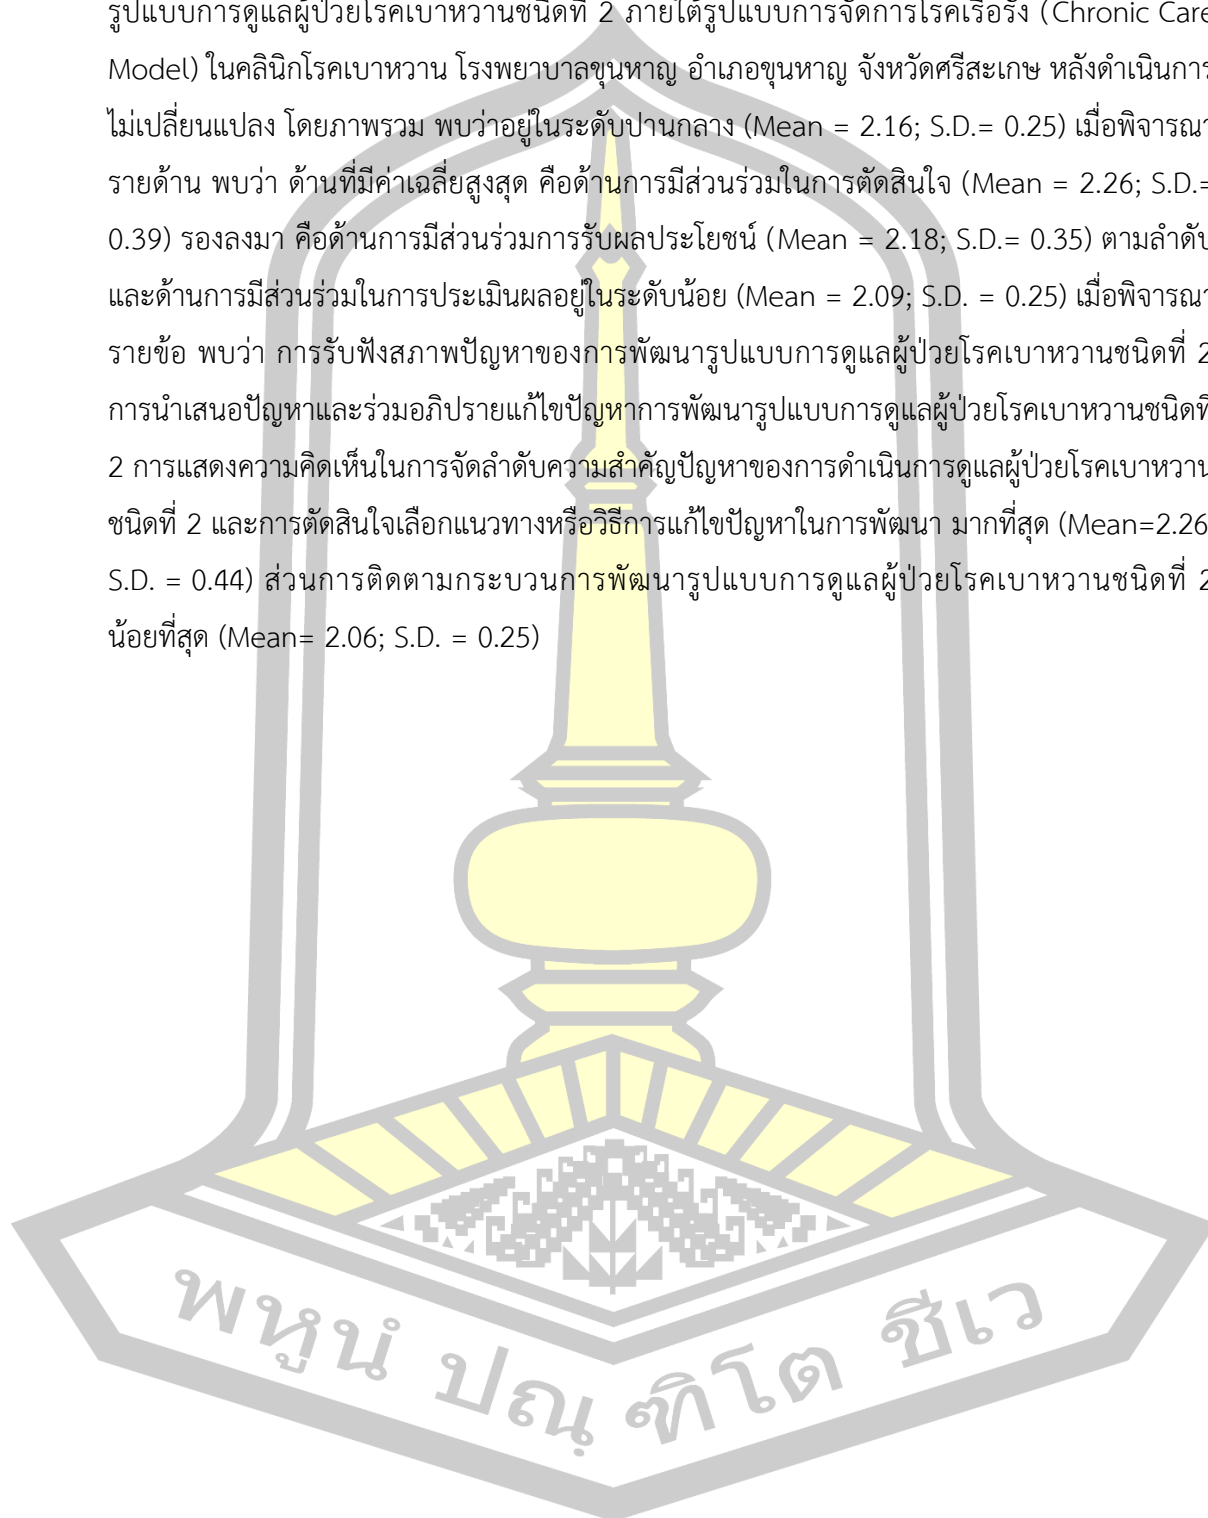 รูปแบบการดูแลผู้ป่วยโรคเบาหวานชนิดที่ 2 ภายใต้รูปแบบการจัดการโรคเรื้อรัง (Chronic Care
Model) ในคลินิกโรคเบาหวาน โรงพยาบาลขุนหาญ อำเภอขุนหาญ จังหวัดศรีสะเกษ หลังดำเนินการ
ไม่เปลี่ยนแปลง โดยภาพรวม พบว่าอยู่ในระดับปานกลาง (Mean = 2.16; S.D.= 0.25) เมื่อพิจารณา
รายด้าน พบว่า ด้านที่มีค่าเฉลี่ยสูงสุด คือด้านการมีส่วนร่วมในการตัดสินใจ (Mean = 2.26; S.D.=
0.39) รองลงมา คือด้านการมีส่วนร่วมการรับผลประโยชน์ (Mean = 2.18; S.D.= 0.35) ตามลำดับ
และด้านการมีส่วนร่วมในการประเมินผลอยู่ในระดับน้อย (Mean = 2.09; S.D. = 0.25) เมื่อพิจารณา
รายข้อ พบว่า การรับฟังสภาพปัญหาของการพัฒนารูปแบบการดูแลผู้ป่วยโรคเบาหวานชนิดที่ 2
การนำเสนอปัญหาและร่วมอภิปรายแก้ไขปัญหาการพัฒนารูปแบบการดูแลผู้ป่วยโรคเบาหวานชนิดที่
2 การแสดงความคิดเห็นในการจัดลำดับความสำคัญปัญหาของการดำเนินการดูแลผู้ป่วยโรคเบาหวาน
ชนิดที่ 2 และการตัดสินใจเลือกแนวทางหรือวิธีการแก้ไขปัญหาในการพัฒนา มากที่สุด (Mean=2.26
S.D. = 0.44) ส่วนการติดตามกระบวนการพัฒนารูปแบบการดูแลผู้ป่วยโรคเบาหวานชนิดที่ 2
น้อยที่สุด (Mean= 2.06; S.D. = 0.25)
พหูนํ ปณฺฑิโต ชีเว